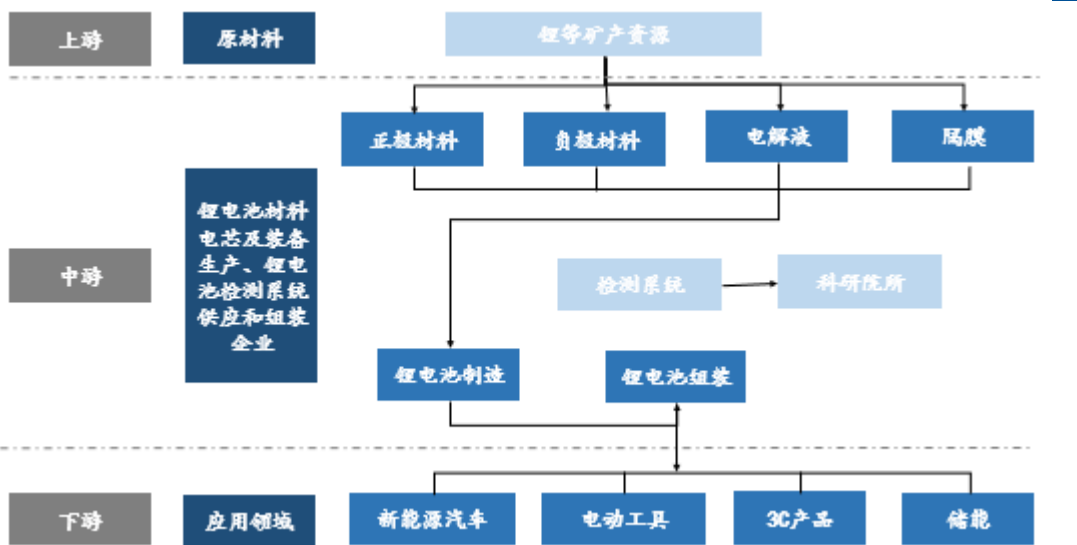 上游
原材料
锂等矿产资源
正极材料
负极材料
电解液
隔膜
中游
锂电池材料
电芯及装备
生产、锂电
池检测系统
供应和组装
企业
检测系统
科研院所
锂电池制造
锂电池组装
下游
应用领域
新能源汽车
电动工具
3C产品
储能